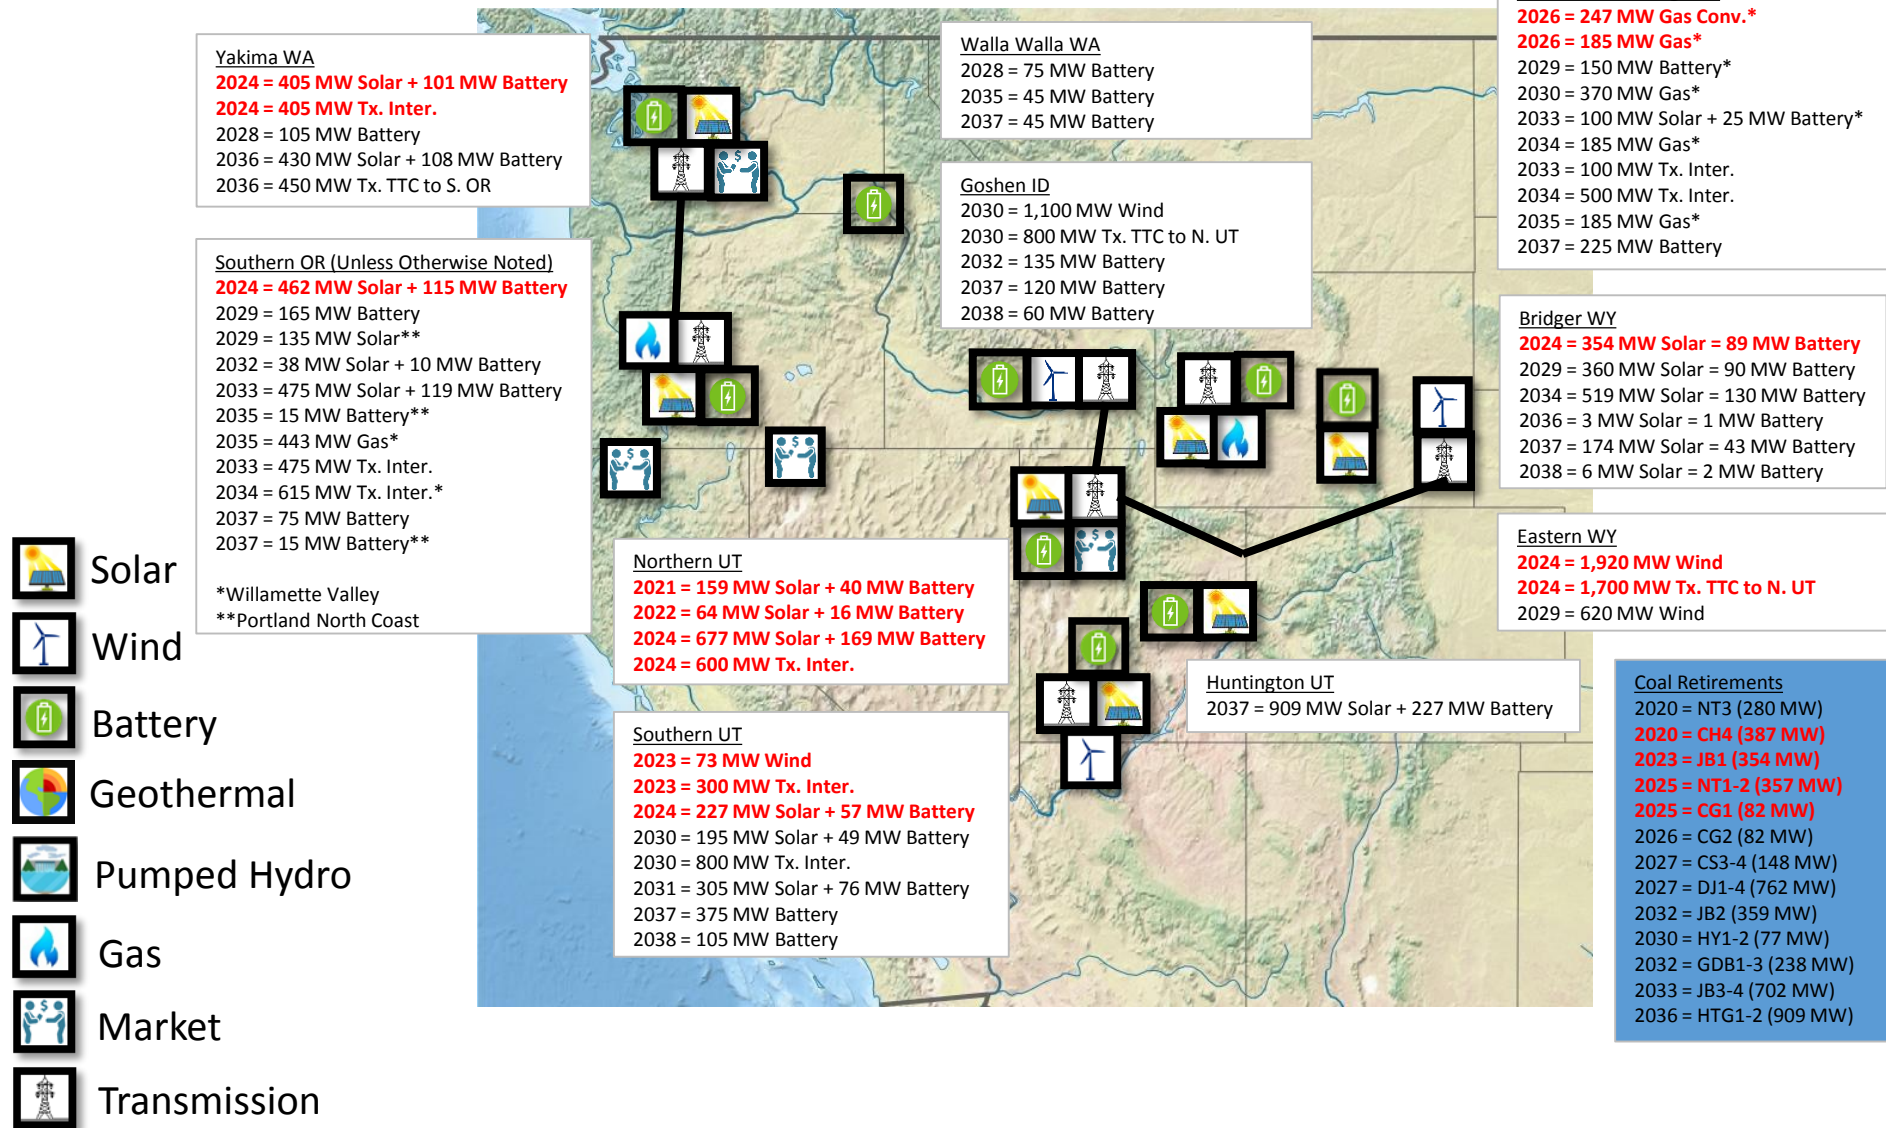 Yakima WA
2024 = 405 MW Solar + 101 MW Battery
2024 = 405 MW Tx. Inter.
2028 = 105 MW Battery
2036 = 430 MW Solar + 108 MW Battery
2036 = 450 MW Tx. TTC to S. OR
Southern OR (Unless Otherwise Noted)
2024 = 462 MW Solar + 115 MW Battery
2029 = 165 MW Battery
2029 = 135 MW Solar**
2032 = 38 MW Solar + 10 MW Battery
2033 = 475 MW Solar + 119 MW Battery
2035 = 15 MW Battery**
2035 = 443 MW Gas*
2033 = 475 MW Tx. Inter.
2034 = 615 MW Tx. Inter.*
2037 = 75 MW Battery
2037 = 15 MW Battery**
*Willamette Valley
**Portland North Coast
Walla Walla WA
2028 = 75 MW Battery
2035 = 45 MW Battery
2037 = 45 MW Battery
Goshen ID
2030 = 1,100 MW Wind
2030 = 800 MW Tx. TTC to N. UT
2032 = 135 MW Battery
2037 = 120 MW Battery
2038 = 60 MW Battery
2026 = 247 MW Gas Conv.*
2026 = 185 MW Gas*
2029 = 150 MW Battery*
2030 = 370 MW Gas*
2033 = 100 MW Solar + 25 MW Battery*
2034 = 185 MW Gas*
2033 = 100 MW Tx. Inter.
2034 = 500 MW Tx. Inter.
2035 = 185 MW Gas*
2037 = 225 MW Battery
Bridger WY
2024 = 354 MW Solar = 89 MW Battery
2029 = 360 MW Solar = 90 MW Battery
2034 = 519 MW Solar = 130 MW Battery
2036 = 3 MW Solar = 1 MW Battery
2037 = 174 MW Solar = 43 MW Battery
2038 = 6 MW Solar = 2 MW Battery
Eastern WY
2024 = 1,920 MW Wind
2024 = 1,700 MW Tx. TTC to N. UT
2029 = 620 MW Wind
Northern UT
2021 = 159 MW Solar + 40 MW Battery
2022 = 64 MW Solar + 16 MW Battery
2024 = 677 MW Solar + 169 MW Battery
2024 = 600 MW Tx. Inter.
Southern UT
2023 = 73 MW Wind
2023 = 300 MW Tx. Inter.
2024 = 227 MW Solar + 57 MW Battery
2030 = 195 MW Solar + 49 MW Battery
2030 = 800 MW Tx. Inter.
2031 = 305 MW Solar + 76 MW Battery
2037 = 375 MW Battery
2038 = 105 MW Battery
Huntington UT
2037 = 909 MW Solar + 227 MW Battery
Coal Retirements
2020 = NT3 (280 MW)
2020 = CH4 (387 MW)
2023 = JB1 (354 MW)
2025 = NT1-2 (357 MW)
2025 = CG1 (82 MW)
2026 = CG2 (82 MW)
2027 = CS3-4 (148 MW)
2027 = DJ1-4 (762 MW)
2032 = JB2 (359 MW)
2030 = HY1-2 (77 MW)
2032 = GDB1-3 (238 MW)
2033 = JB3-4 (702 MW)
2036 = HTG1-2 (909 MW)
Solar
Wind
Battery
Geothermal
Pumped Hydro
Gas
Market
Transmission